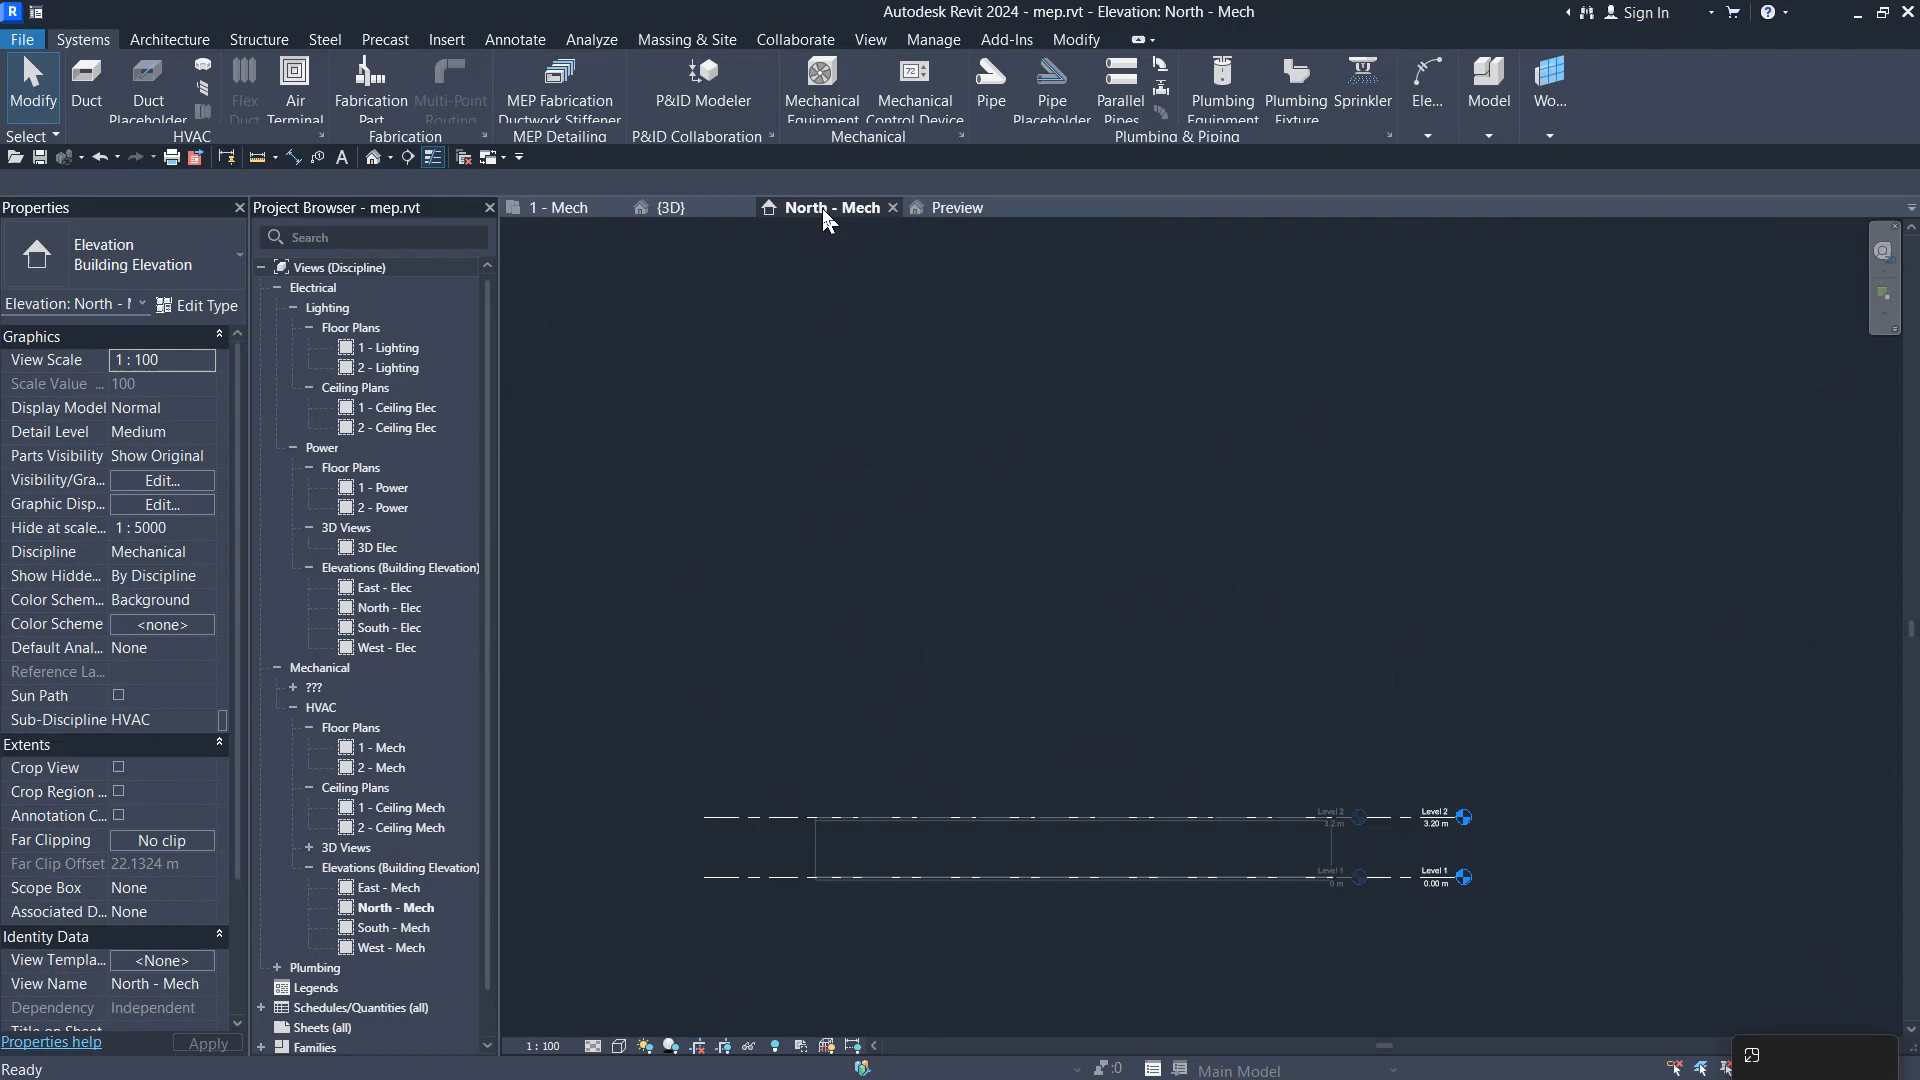 Autodesk Revit 2024 - mep.rvt - Elevation: North - Mech
Sign In
File Systems Architecture Structure Steel Precast Insert Annotate Analyze Massing & Site Collaborate View Manage Add-Ins Modify
Modify
Duct
Duct Placeholder
Flex Duct
Air Terminal
Fabrication Part
Multi-Point Routing
MEP Fabrication Ductwork Stiffener
P&ID Modeler
Mechanical Equipment
Mechanical Control Device
Pipe
Pipe Placeholder
Parallel Pipes
Plumbing Equipment
Plumbing Fixture
Sprinkler
Ele...
Model
Wo...
Select HVAC Fabrication MEP Detailing P&ID Collaboration Mechanical Plumbing & Piping
Properties
Elevation
Building Elevation
Elevation: North - Edit Type
Graphics
View Scale 1 : 100
Scale Value ... 100
Display Model Normal
Detail Level Medium
Parts Visibility Show Original
Visibility/Gra... Edit...
Graphic Disp... Edit...
Hide at scale... 1 : 5000
Discipline Mechanical
Show Hidde... By Discipline
Color Schem... Background
Color Scheme <none>
Default Anal... None
Reference La...
Sun Path
Sub-Discipline HVAC
Extents
Crop View
Crop Region ...
Annotation C...
Far Clipping No clip
Far Clip Offset 22.1324 m
Scope Box None
Associated D... None
Identity Data
View Templa... <None>
View Name North - Mech
Dependency Independent
Title on Sheet
Properties help Apply
Project Browser - mep.rvt
Search
Views (Discipline)
Electrical
Lighting
Floor Plans
1 - Lighting
2 - Lighting
Ceiling Plans
1 - Ceiling Elec
2 - Ceiling Elec
Power
Floor Plans
1 - Power
2 - Power
3D Views
3D Elec
Elevations (Building Elevation)
East - Elec
North - Elec
South - Elec
West - Elec
Mechanical
???
HVAC
Floor Plans
1 - Mech
2 - Mech
Ceiling Plans
1 - Ceiling Mech
2 - Ceiling Mech
3D Views
Elevations (Building Elevation)
East - Mech
North - Mech
South - Mech
West - Mech
Plumbing
Legends
Schedules/Quantities (all)
Sheets (all)
Families
1 - Mech {3D} North - Mech Preview
Level 2
3.2 m
Level 2
3.20 m
Level 1
0 m
Level 1
0.00 m
1 : 100
Ready
:0
Main Model